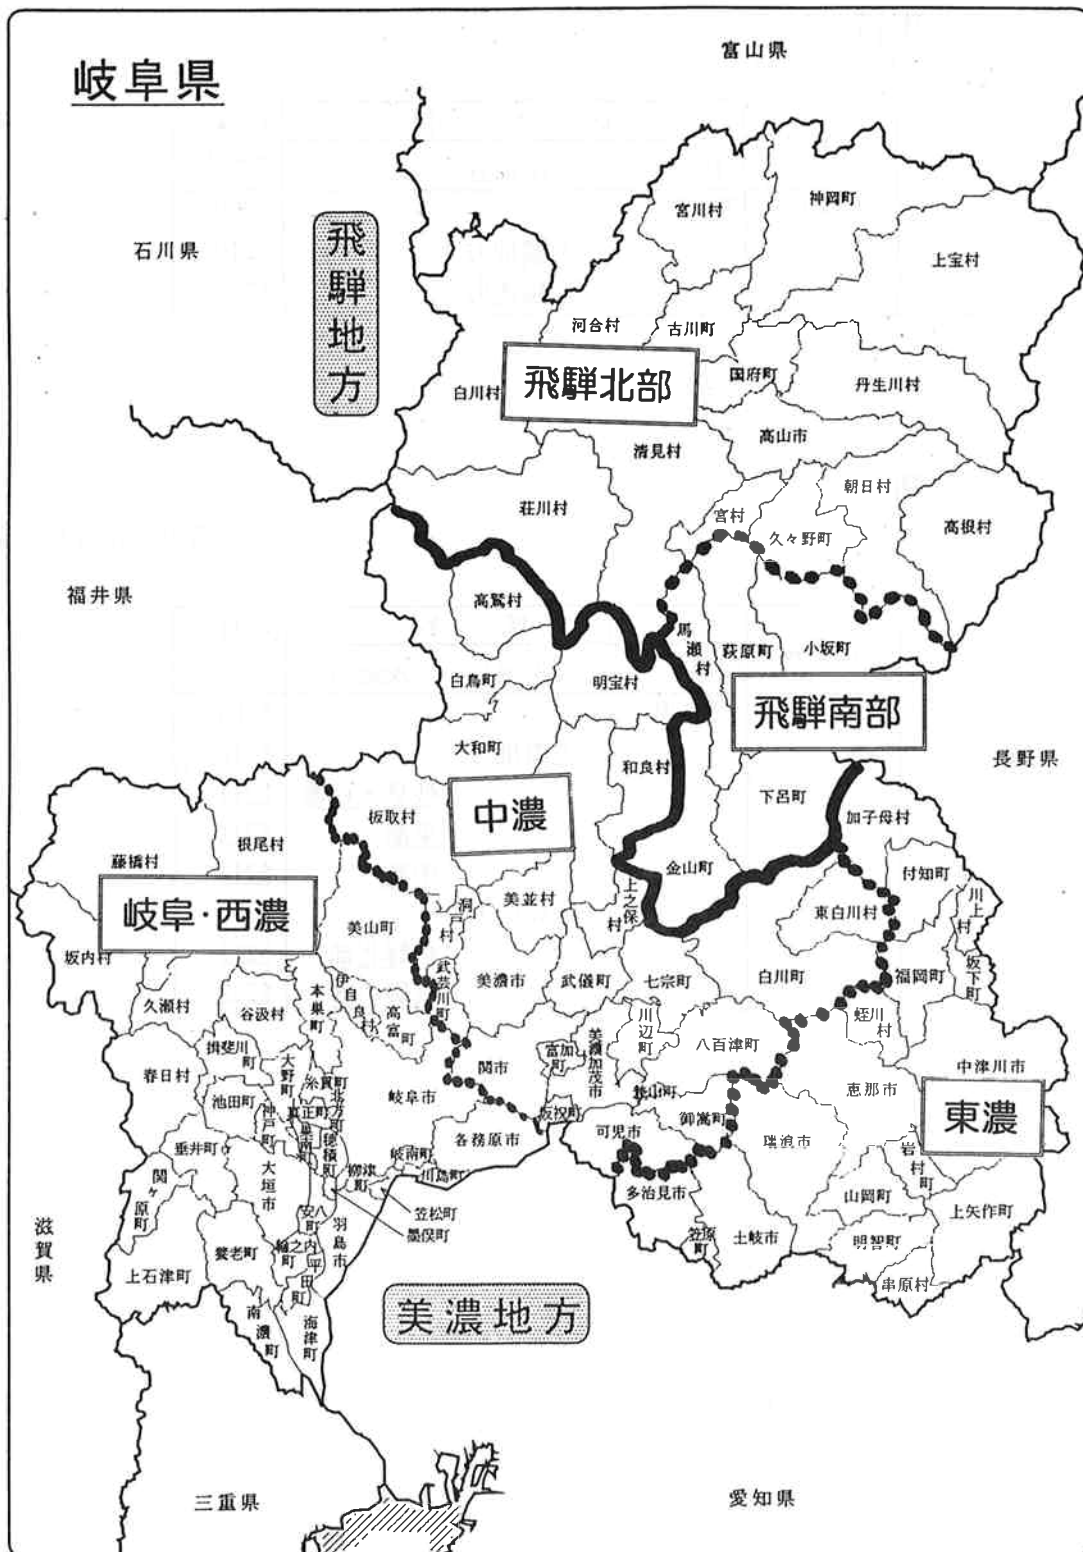 岐阜県
富山県
石川県
飛騨地方
宮川村
神岡町
上宝村
河合村
古川町
国府町
丹生川村
白川村
飛騨北部
高山市
清見村
朝日村
荘川村
宮村
久々野町
高根村
福井県
高鷲村
馬瀬村
萩原町
小坂町
白鳥町
明宝村
飛騨南部
大和町
和良村
長野県
下呂町
加子母村
板取村
中濃
根尾村
藤橋村
金山町
付知町
川上村
岐阜・西濃
美山町
洞戸村
美並村
上之保村
東白川村
坂下町
坂内村
久瀬村
谷汲村
本巣町
伊自良村
高富町
武芸川町
美濃市
武儀町
七宗町
白川町
福岡町
蛭川村
川辺町
八百津町
美濃加茂市
富加町
関市
中津川市
揖斐川町
大野町
春日村
糸貫町
北方町
岐阜市
恵那市
池田町
神戸町
真正町
巣南町
穂積町
坂祝町
兼山町
御嵩町
可児市
東濃
各務原市
瑞浪市
垂井町
岐南町
川島町
柳津町
岩村町
関ヶ原町
大垣市
笠松町
墨俣町
多治見市
山岡町
上矢作町
安八町
羽島市
滋賀県
養老町
輪之内町
平田町
笠原町
土岐市
明智町
串原村
上石津町
南濃町
海津町
美濃地方
三重県
愛知県